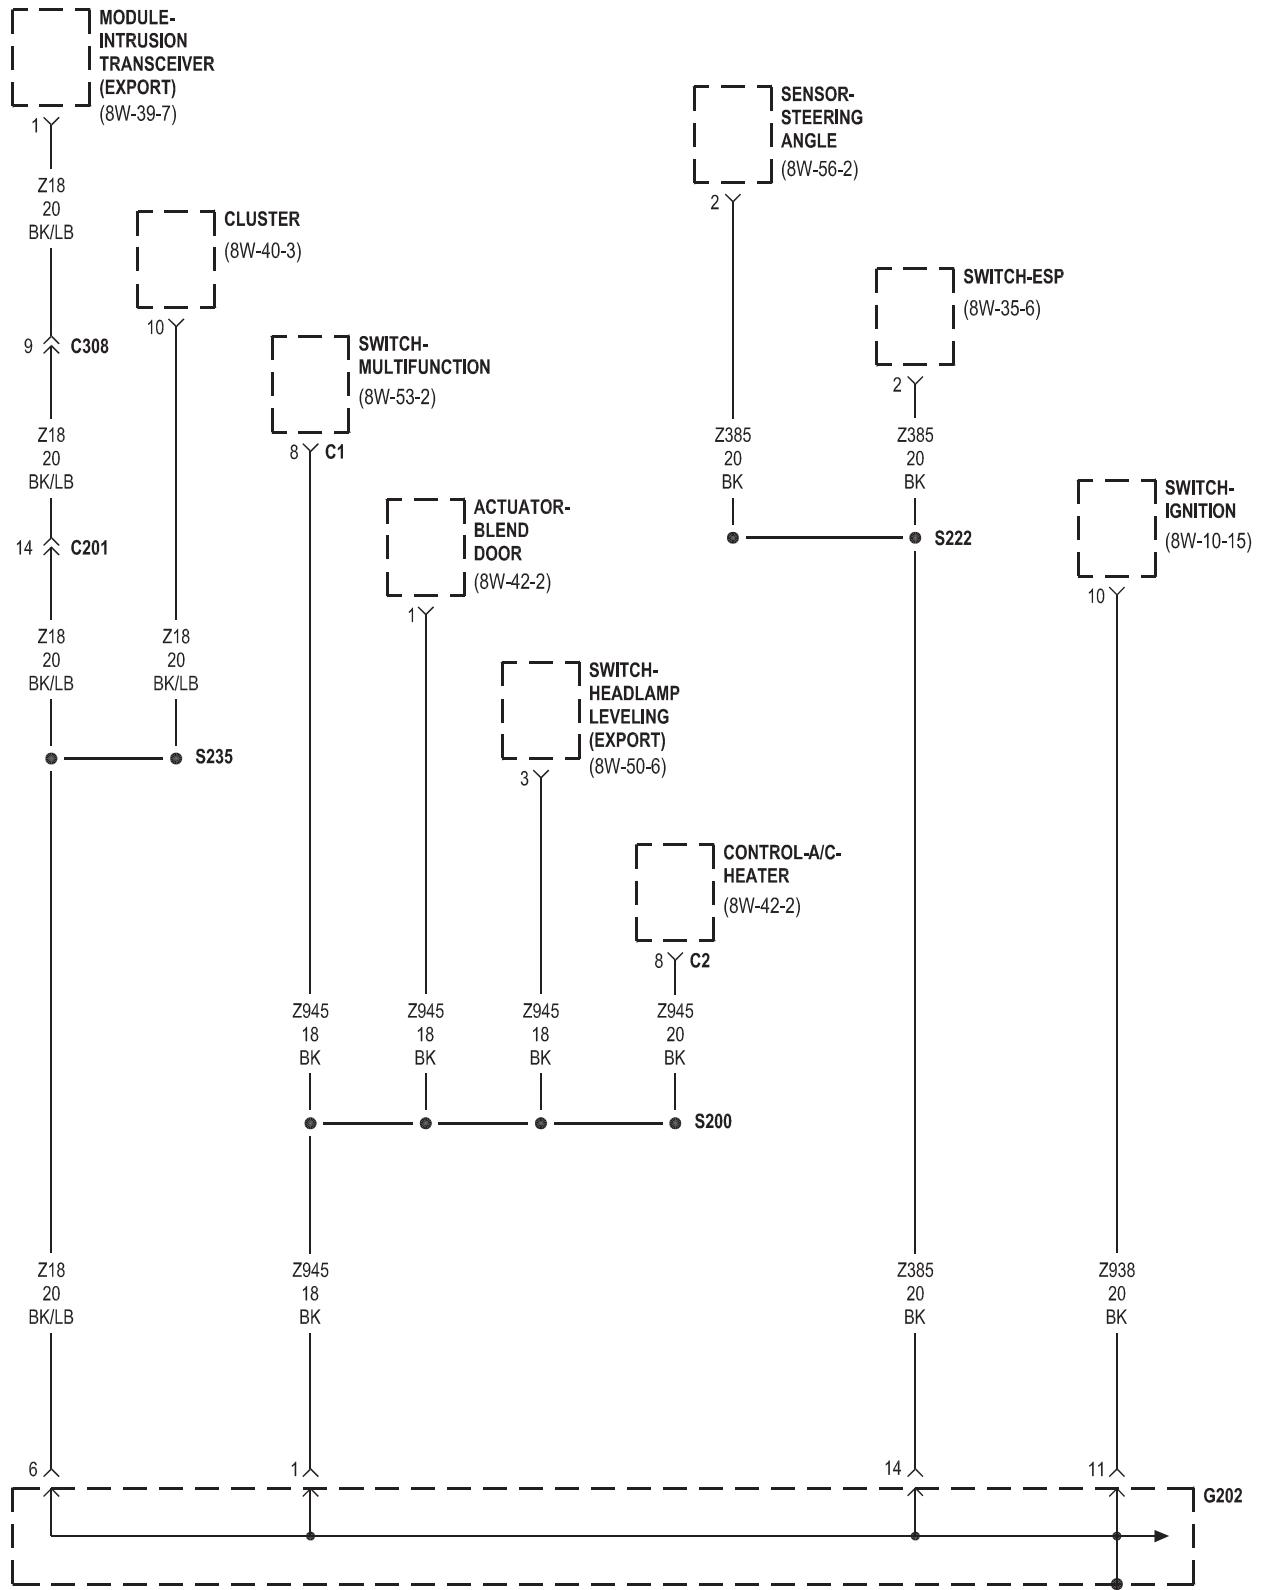 MODULE-
INTRUSION
TRANSCEIVER
(EXPORT)
(8W-39-7)
1
Z18
20
BK/LB
9
C308
Z18
20
BK/LB
14
C201
Z18
20
BK/LB
CLUSTER
(8W-40-3)
10
Z18
20
BK/LB
S235
SWITCH-
MULTIFUNCTION
(8W-53-2)
8
C1
ACTUATOR-
BLEND
DOOR
(8W-42-2)
1
SWITCH-
HEADLAMP
LEVELING
(EXPORT)
(8W-50-6)
3
CONTROL-A/C-
HEATER
(8W-42-2)
8
C2
Z945
18
BK
Z945
18
BK
Z945
18
BK
Z945
20
BK
S200
SENSOR-
STEERING
ANGLE
(8W-56-2)
2
Z385
20
BK
SWITCH-ESP
(8W-35-6)
2
Z385
20
BK
S222
SWITCH-
IGNITION
(8W-10-15)
10
Z18
20
BK/LB
Z945
18
BK
Z385
20
BK
Z938
20
BK
6
1
14
11
G202